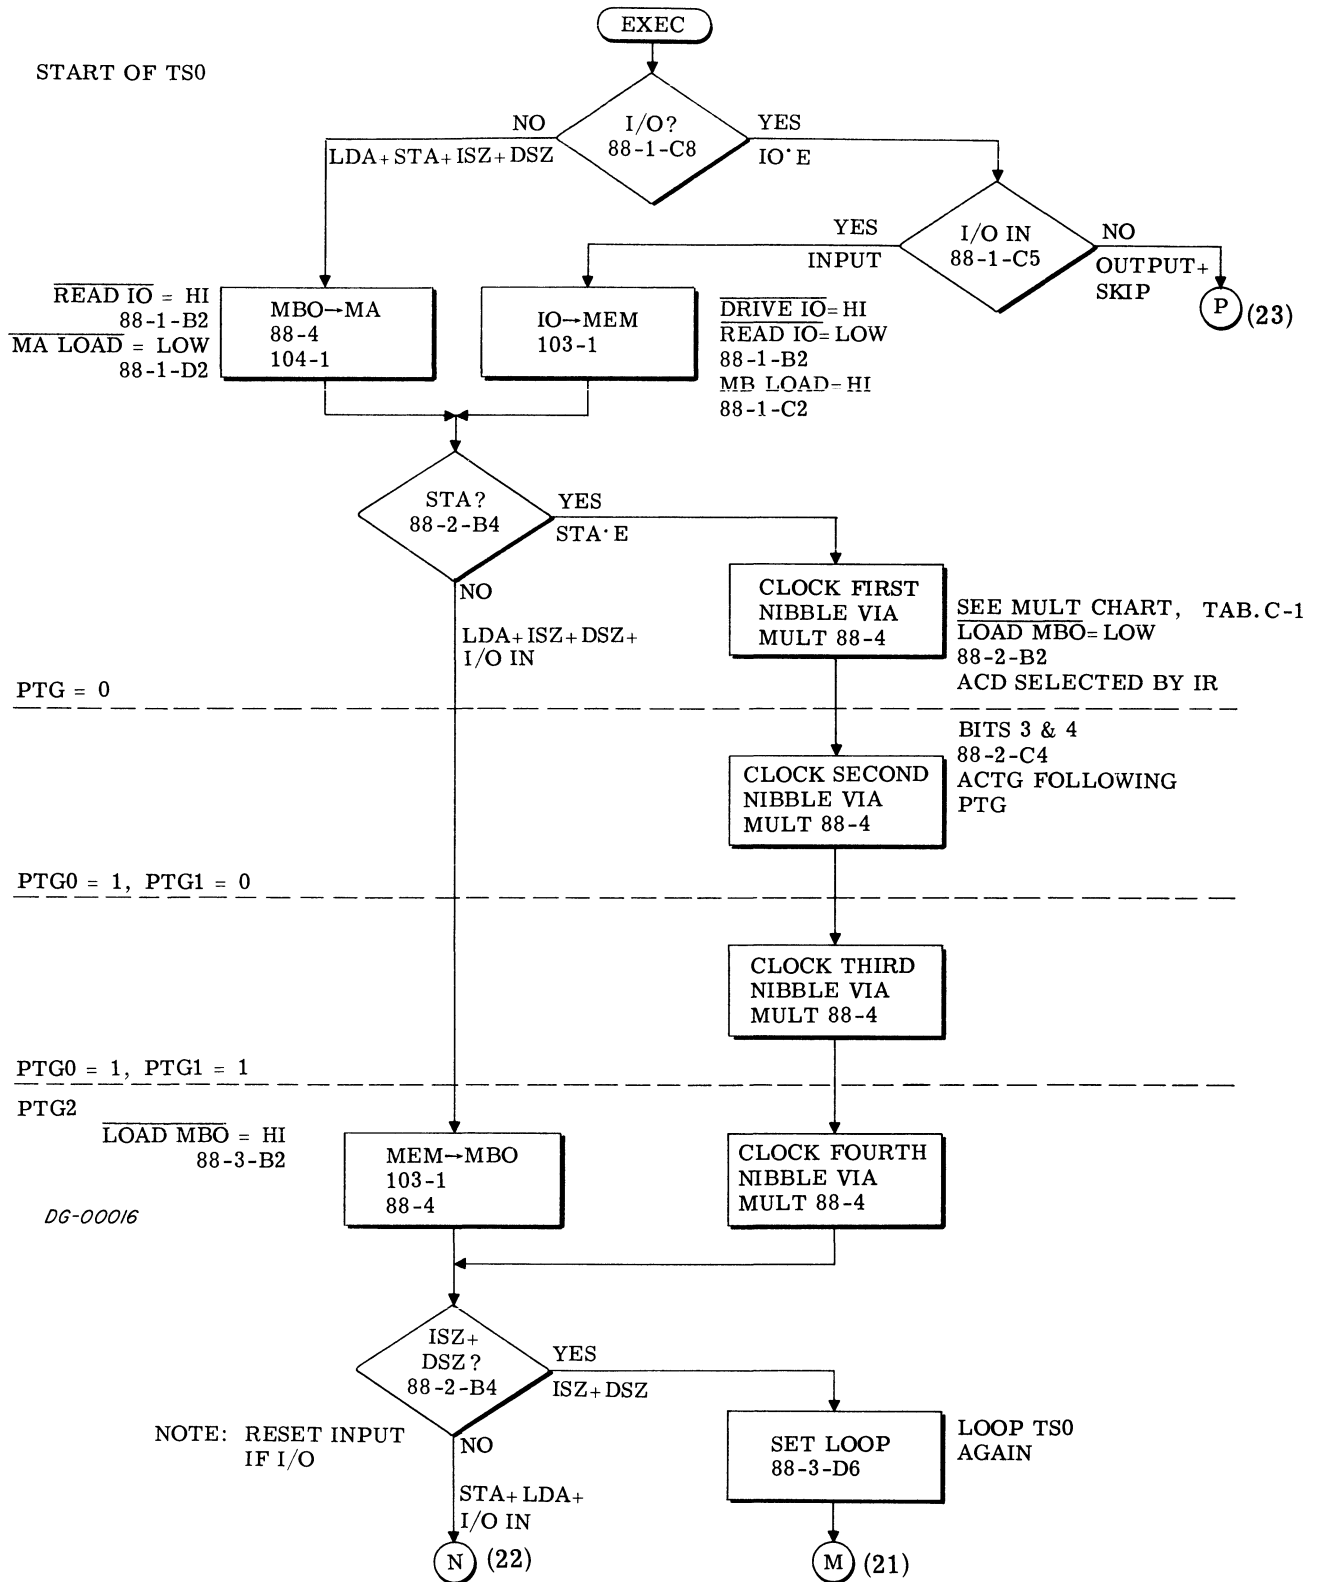 EXEC
START OF TS0
I/O?
88-1-C8
NO
LDA+STA+ISZ+DSZ
YES
IO·E
I/O IN
88-1-C5
YES
INPUT
NO
OUTPUT+
SKIP
P (23)
READ IO = HI
88-1-B2
MA LOAD = LOW
88-1-D2
MBO→MA
88-4
104-1
IO→MEM
103-1
DRIVE IO=HI
READ IO=LOW
88-1-B2
MB LOAD=HI
88-1-C2
STA?
88-2-B4
YES
STA·E
NO
LDA+ISZ+DSZ+
I/O IN
CLOCK FIRST
NIBBLE VIA
MULT 88-4
SEE MULT CHART, TAB.C-1
LOAD MBO=LOW
88-2-B2
ACD SELECTED BY IR
PTG = 0
BITS 3 & 4
88-2-C4
ACTG FOLLOWING
PTG
CLOCK SECOND
NIBBLE VIA
MULT 88-4
PTG0 = 1, PTG1 = 0
CLOCK THIRD
NIBBLE VIA
MULT 88-4
PTG0 = 1, PTG1 = 1
PTG2
LOAD MBO = HI
88-3-B2
MEM→MBO
103-1
88-4
CLOCK FOURTH
NIBBLE VIA
MULT 88-4
DG-00016
ISZ+
DSZ?
88-2-B4
YES
ISZ+DSZ
NOTE: RESET INPUT
IF I/O
NO
STA+LDA+
I/O IN
SET LOOP
88-3-D6
LOOP TS0
AGAIN
N (22)
M (21)